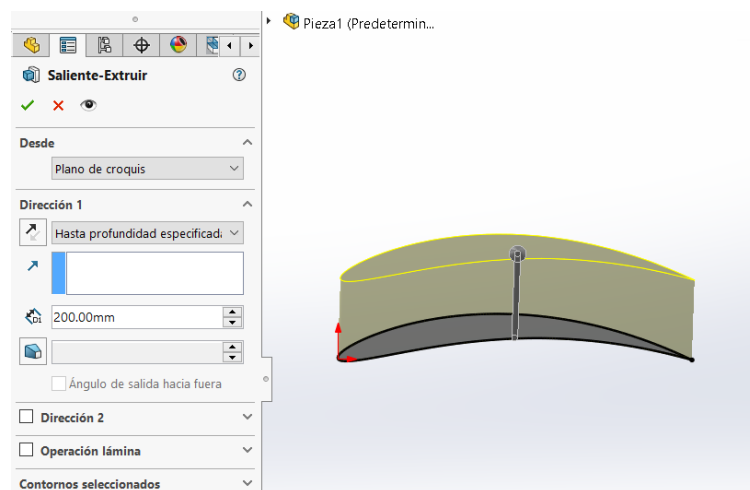 Pieza1 (Predetermin...
Saliente-Extruir
Desde
Plano de croquis
Dirección 1
Hasta profundidad especificada
D1
200.00mm
Ángulo de salida hacia fuera
Dirección 2
Operación lámina
Contornos seleccionados